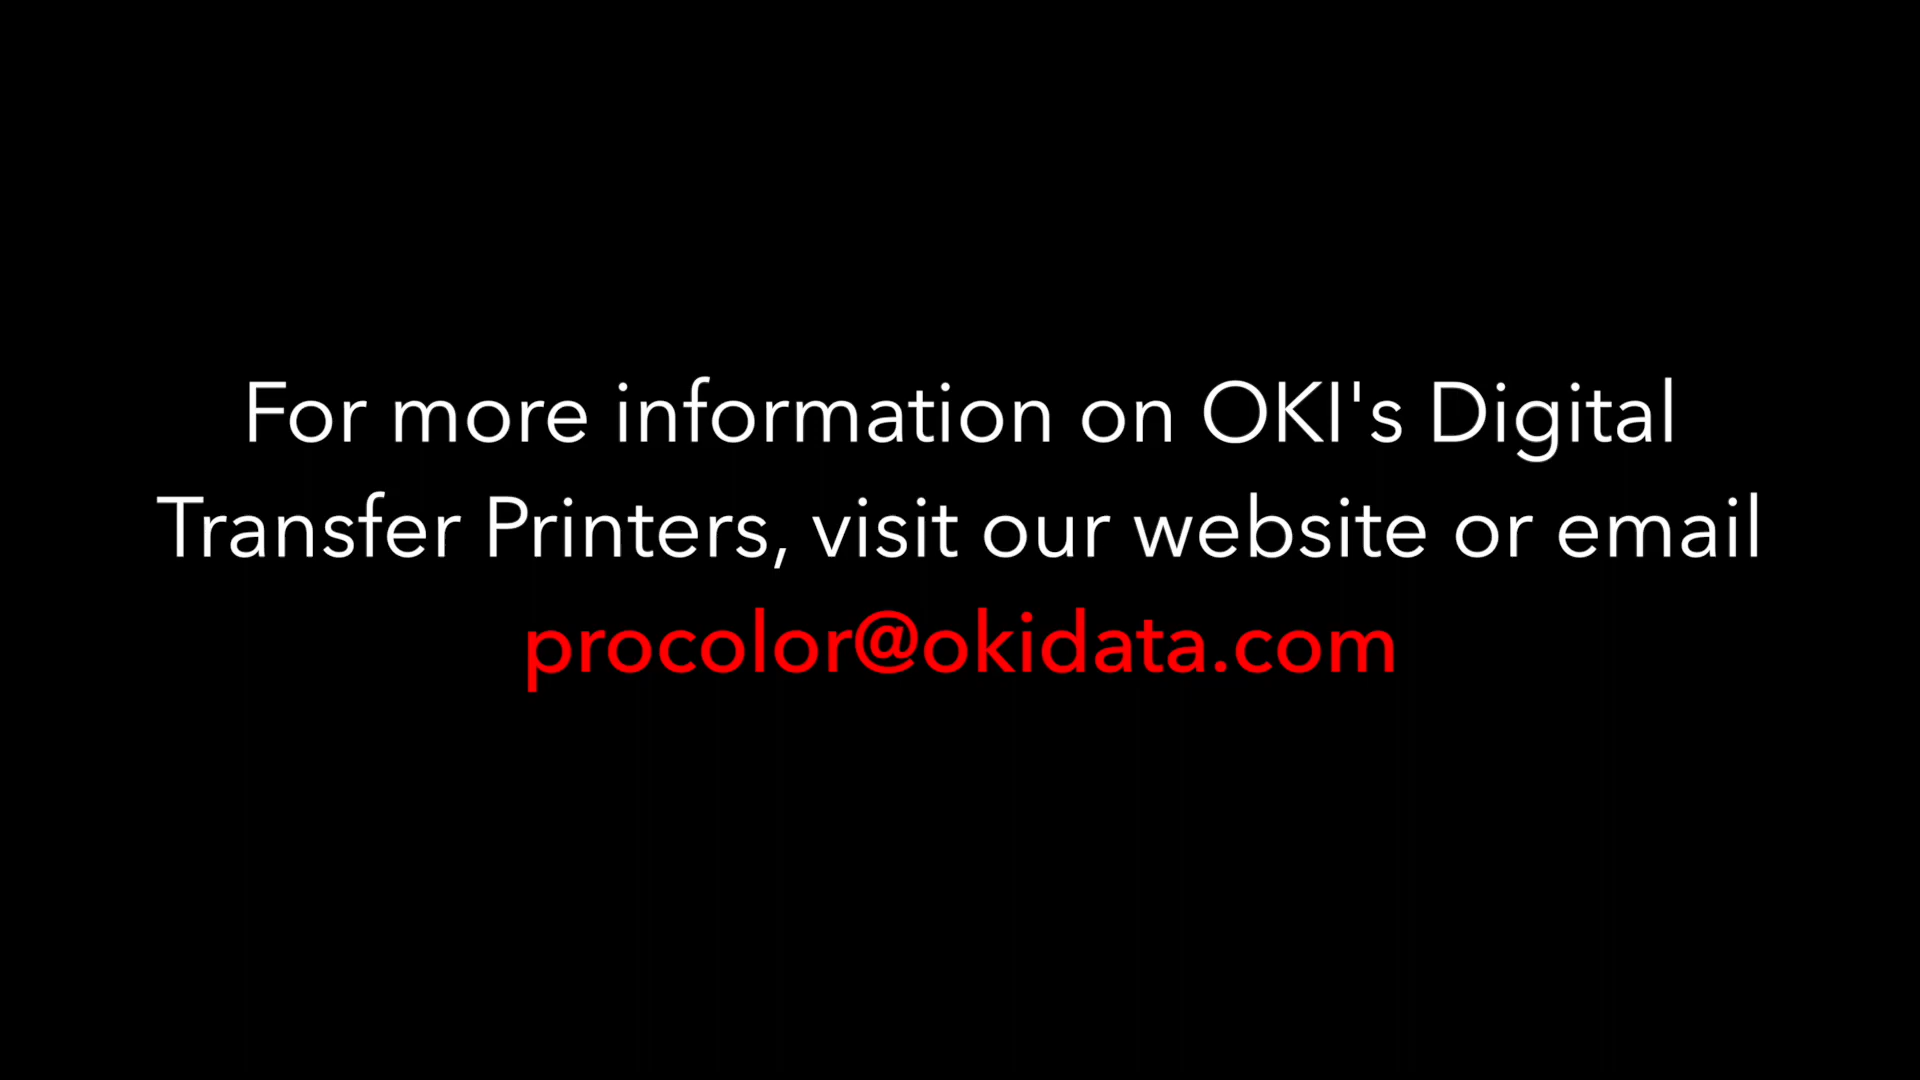 For more information on OKI's Digital
Transfer Printers, visit our website or email
procolor@okidata.com